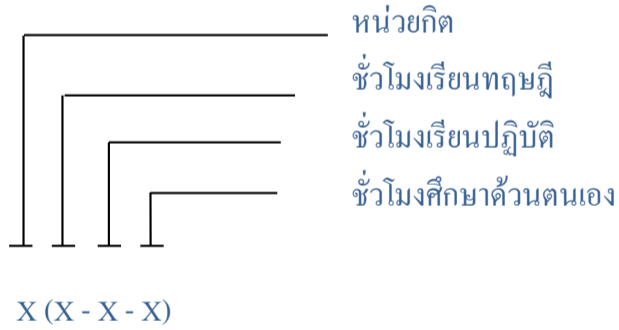 หน่วยกิต
ชั่วโมงเรียนทฤษฎี
ชั่วโมงเรียนปฏิบัติ
ชั่วโมงศึกษาด้วนตนเอง
X (X - X - X)